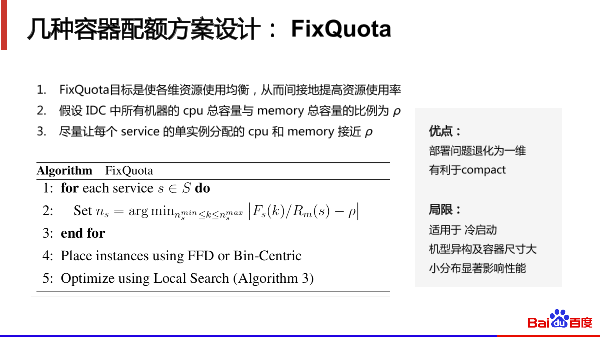 几种容器配额方案设计： FixQuota
1. FixQuota目标是使各维资源使用均衡，从而间接地提高资源使用率
2. 假设 IDC 中所有机器的 cpu 总容量与 memory 总容量的比例为 ρ
3. 尽量让每个 service 的单实例分配的 cpu 和 memory 接近 ρ
Algorithm FixQuota
1: for each service s ∈ S do
2: Set n_s = arg min_{n_s^{min}≤k≤n_s^{max}} |F_s(k)/R_m(s) − ρ|
3: end for
4: Place instances using FFD or Bin-Centric
5: Optimize using Local Search (Algorithm 3)
优点：
部署问题退化为一维
有利于compact
局限：
适用于 冷启动
机型异构及容器尺寸大
小分布显著影响性能
Baidu百度